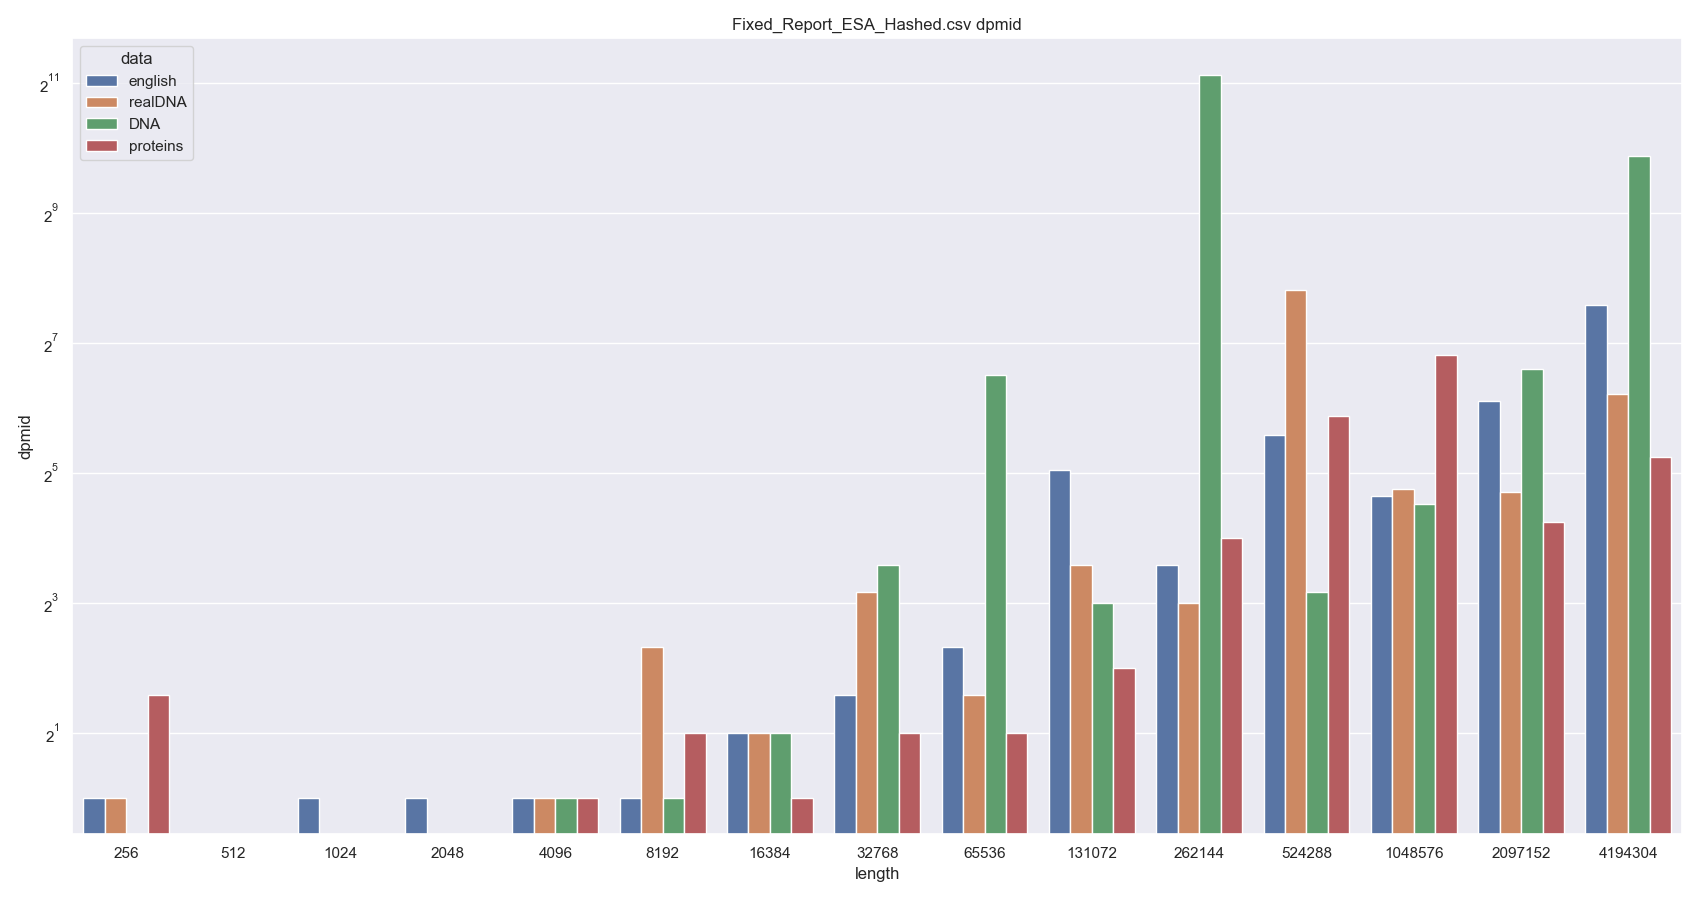 Fixed_Report_ESA_Hashed.csv dpmid
data
english
realDNA
DNA
proteins
2^11
2^9
2^7
2^5
2^3
2^1
dpmid
256 512 1024 2048 4096 8192 16384 32768 65536 131072 262144 524288 1048576 2097152 4194304
length